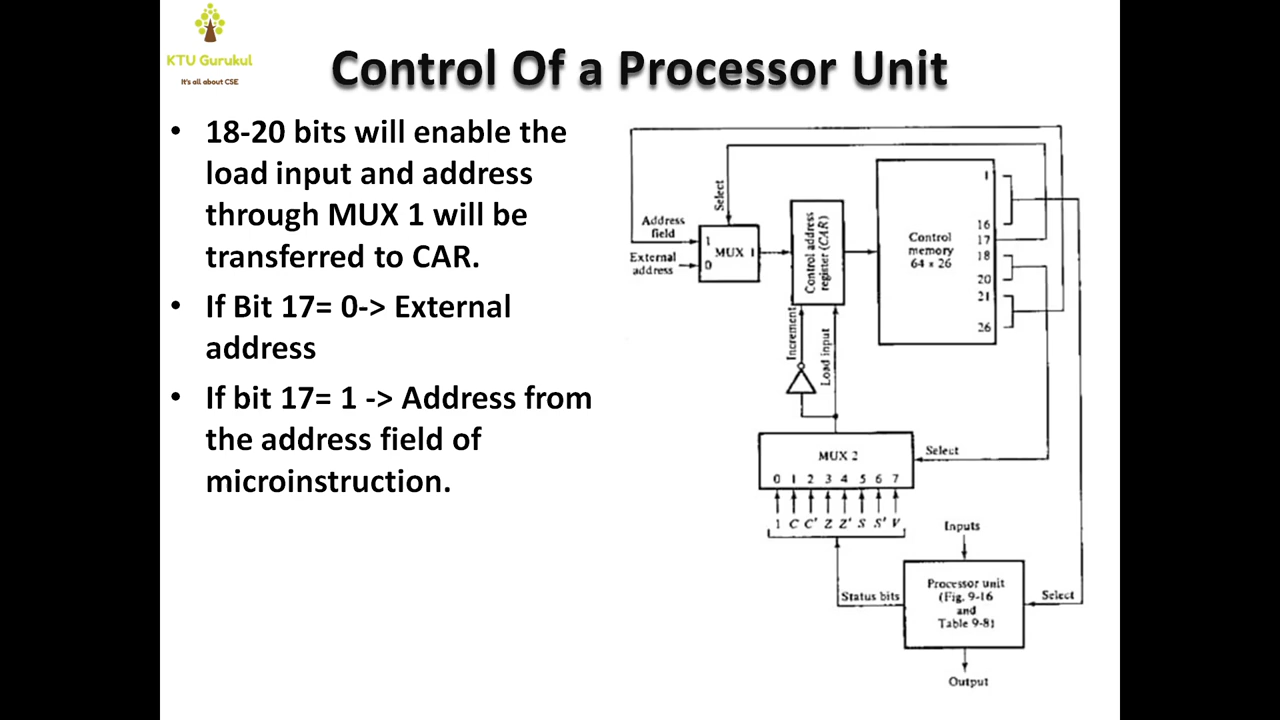 KTU Gurukul
It's all about CSE
Control Of a Processor Unit
• 18-20 bits will enable the
load input and address
through MUX 1 will be
transferred to CAR.
• If Bit 17= 0-> External
address
• If bit 17= 1 -> Address from
the address field of
microinstruction.
Select
Address
field
External
address
1
0
MUX 1
Control address
register (CAR)
Control
memory
64 × 26
1
16
17
18
20
21
26
Increment
Load input
MUX 2
Select
0 1 2 3 4 5 6 7
1 C C' Z Z' S S' V
Inputs
Status bits
Processor unit
(Fig. 9-16
and
Table 9-8)
Select
Output